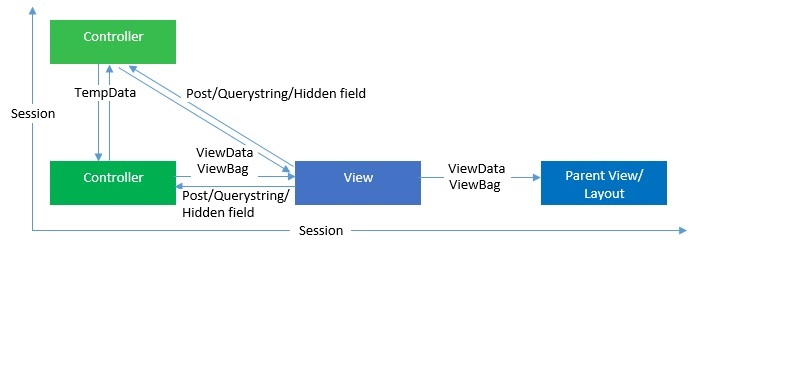 Controller
TempData
Post/Querystring/Hidden field
Session
Controller
ViewData
ViewBag
Post/Querystring/
Hidden field
View
ViewData
ViewBag
Parent View/
Layout
Session